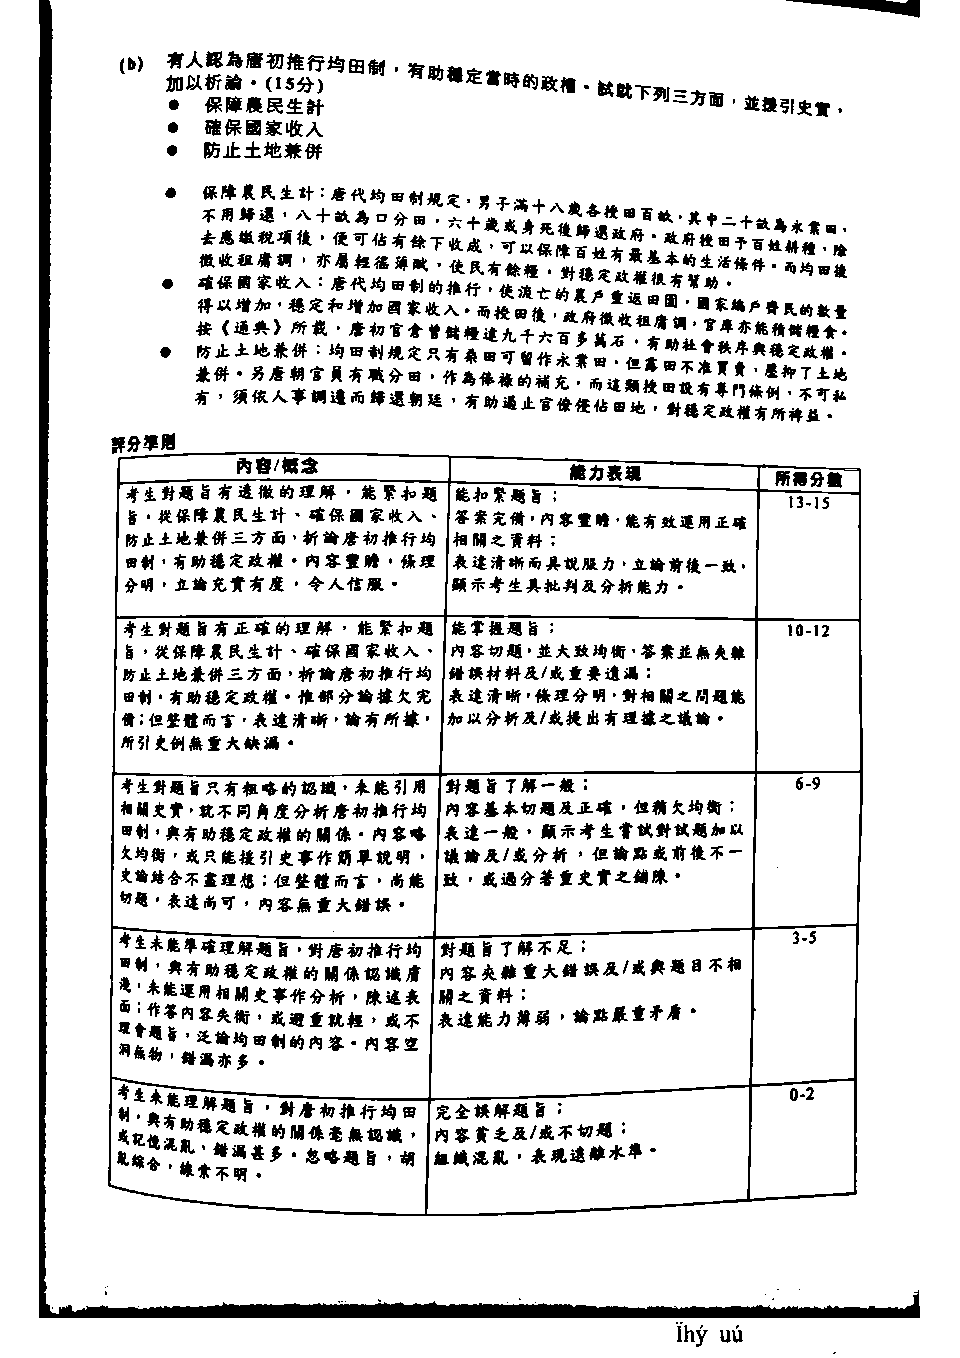 (b) 有人認為唐初推行均田制，有助穩定當時的政權。試就下列三方面，並援引史實，
加以析論。(15分)
● 保障農民生計
● 確保國家收入
● 防止土地兼併
● 保障農民生計：唐代均田制規定，男子滿十八歲各授田百畝，其中二十畝為永業田，
不用歸還，八十畝為口分田，六十歲或身死後歸還政府。政府授田予百姓耕種，除
去應繳稅項後，便可佔有餘下收成，可以保障百姓有最基本的生活條件。而均田後
徵收租庸調，亦屬輕徭薄賦，使民有餘糧，對穩定政權很有幫助。
● 確保國家收入：唐代均田制的推行，使流亡的農戶重返田園，國家編戶齊民的數量
得以增加，穩定和增加國家收入。而授田後，政府徵收租庸調，官庫亦能積儲糧食。
按《通典》所載，唐初官倉曾儲糧達九千六百多萬石，有助社會秩序與穩定政權。
● 防止土地兼併：均田制規定只有桑田可留作永業田，但露田不准買賣，壓抑了土地
兼併。另唐朝官員有職分田，作為俸祿的補充，而這類授田設有專門條例，不可私
有，須依人事調遷而歸還朝廷，有助遏止官僚侵佔田地，對穩定政權有所裨益。
評分準則
內容/概念 能力表現 所得分數
考生對題旨有透徹的理解，能緊扣題
旨，從保障農民生計、確保國家收入、
防止土地兼併三方面，析論唐初推行均
田制，有助穩定政權。內容豐贍，條理
分明，立論充實有度，令人信服。
能扣緊題旨；
答案完備，內容豐贍，能有效運用正確
相關之資料；
表達清晰而具說服力，立論前後一致，
顯示考生具批判及分析能力。
13-15
考生對題旨有正確的理解，能緊扣題
旨，從保障農民生計、確保國家收入、
防止土地兼併三方面，析論唐初推行均
田制，有助穩定政權。惟部分論據欠完
備；但整體而言，表達清晰，論有所據，
所引史例無重大缺漏。
能掌握題旨；
內容切題，並大致均衡，答案並無夾雜
錯誤材料及/或重要遺漏；
表達清晰，條理分明，對相關之問題能
加以分析及/或提出有理據之議論。
10-12
考生對題旨只有粗略的認識，未能引用
相關史實，就不同角度分析唐初推行均
田制，與有助穩定政權的關係。內容略
欠均衡，或只能援引史事作簡單說明，
史論結合不盡理想；但整體而言，尚能
切題，表達尚可，內容無重大錯誤。
對題旨了解一般；
內容基本切題及正確，但稍欠均衡；
表達一般，顯示考生嘗試對試題加以
議論及/或分析，但論點或前後不一
致，或過分著重史實之鋪陳。
6-9
考生未能準確理解題旨，對唐初推行均
田制，與有助穩定政權的關係認識膚
淺，未能運用相關史事作分析，陳述表
面；作答內容失衡，或避重就輕，或不
理會題旨，泛論均田制的內容。內容空
洞無物，錯漏亦多。
對題旨了解不足；
內容夾雜重大錯誤及/或與題目不相
關之資料；
表達能力薄弱，論點嚴重矛盾。
3-5
考生未能理解題旨，對唐初推行均田
制，與有助穩定政權的關係毫無認識，
或記憶混亂，錯漏甚多。忽略題旨，胡
亂綜合，線索不明。
完全誤解題旨；
內容貧乏及/或不切題；
組織混亂，表現遠離水準。
0-2
Ïhý uú